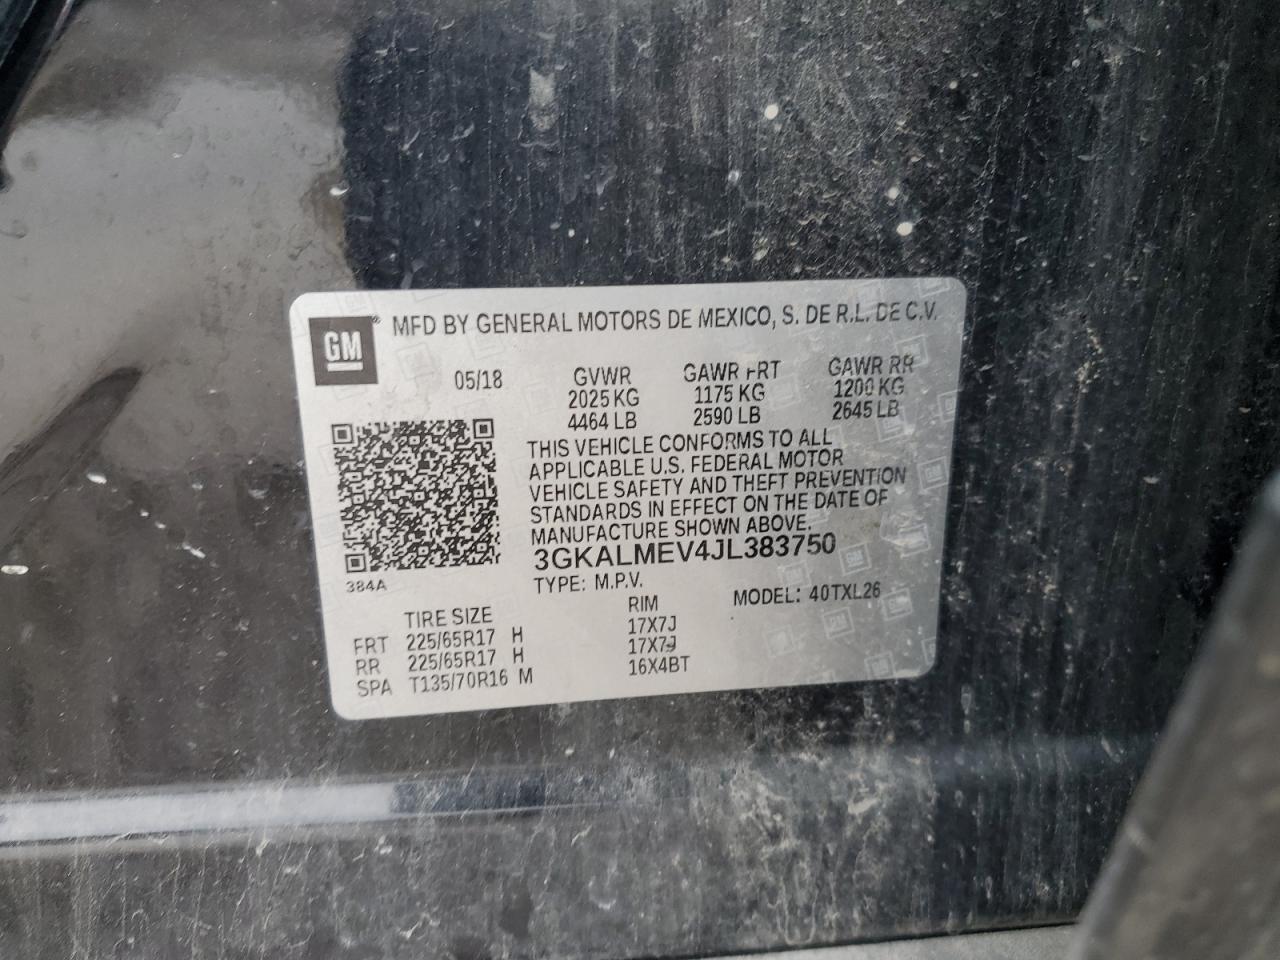 GM
MFD BY GENERAL MOTORS DE MEXICO, S. DE R.L. DE C.V.
05/18
GVWR GAWR FRT GAWR RR
2025 KG 1175 KG 1200 KG
4464 LB 2590 LB 2645 LB
THIS VEHICLE CONFORMS TO ALL
APPLICABLE U.S. FEDERAL MOTOR
VEHICLE SAFETY AND THEFT PREVENTION
STANDARDS IN EFFECT ON THE DATE OF
MANUFACTURE SHOWN ABOVE.
3GKALMEV4JL383750
384A
TYPE: M.P.V. MODEL: 40TXL26
TIRE SIZE RIM
FRT 225/65R17 H 17X7J
RR 225/65R17 H 17X7J
SPA T135/70R16 M 16X4BT